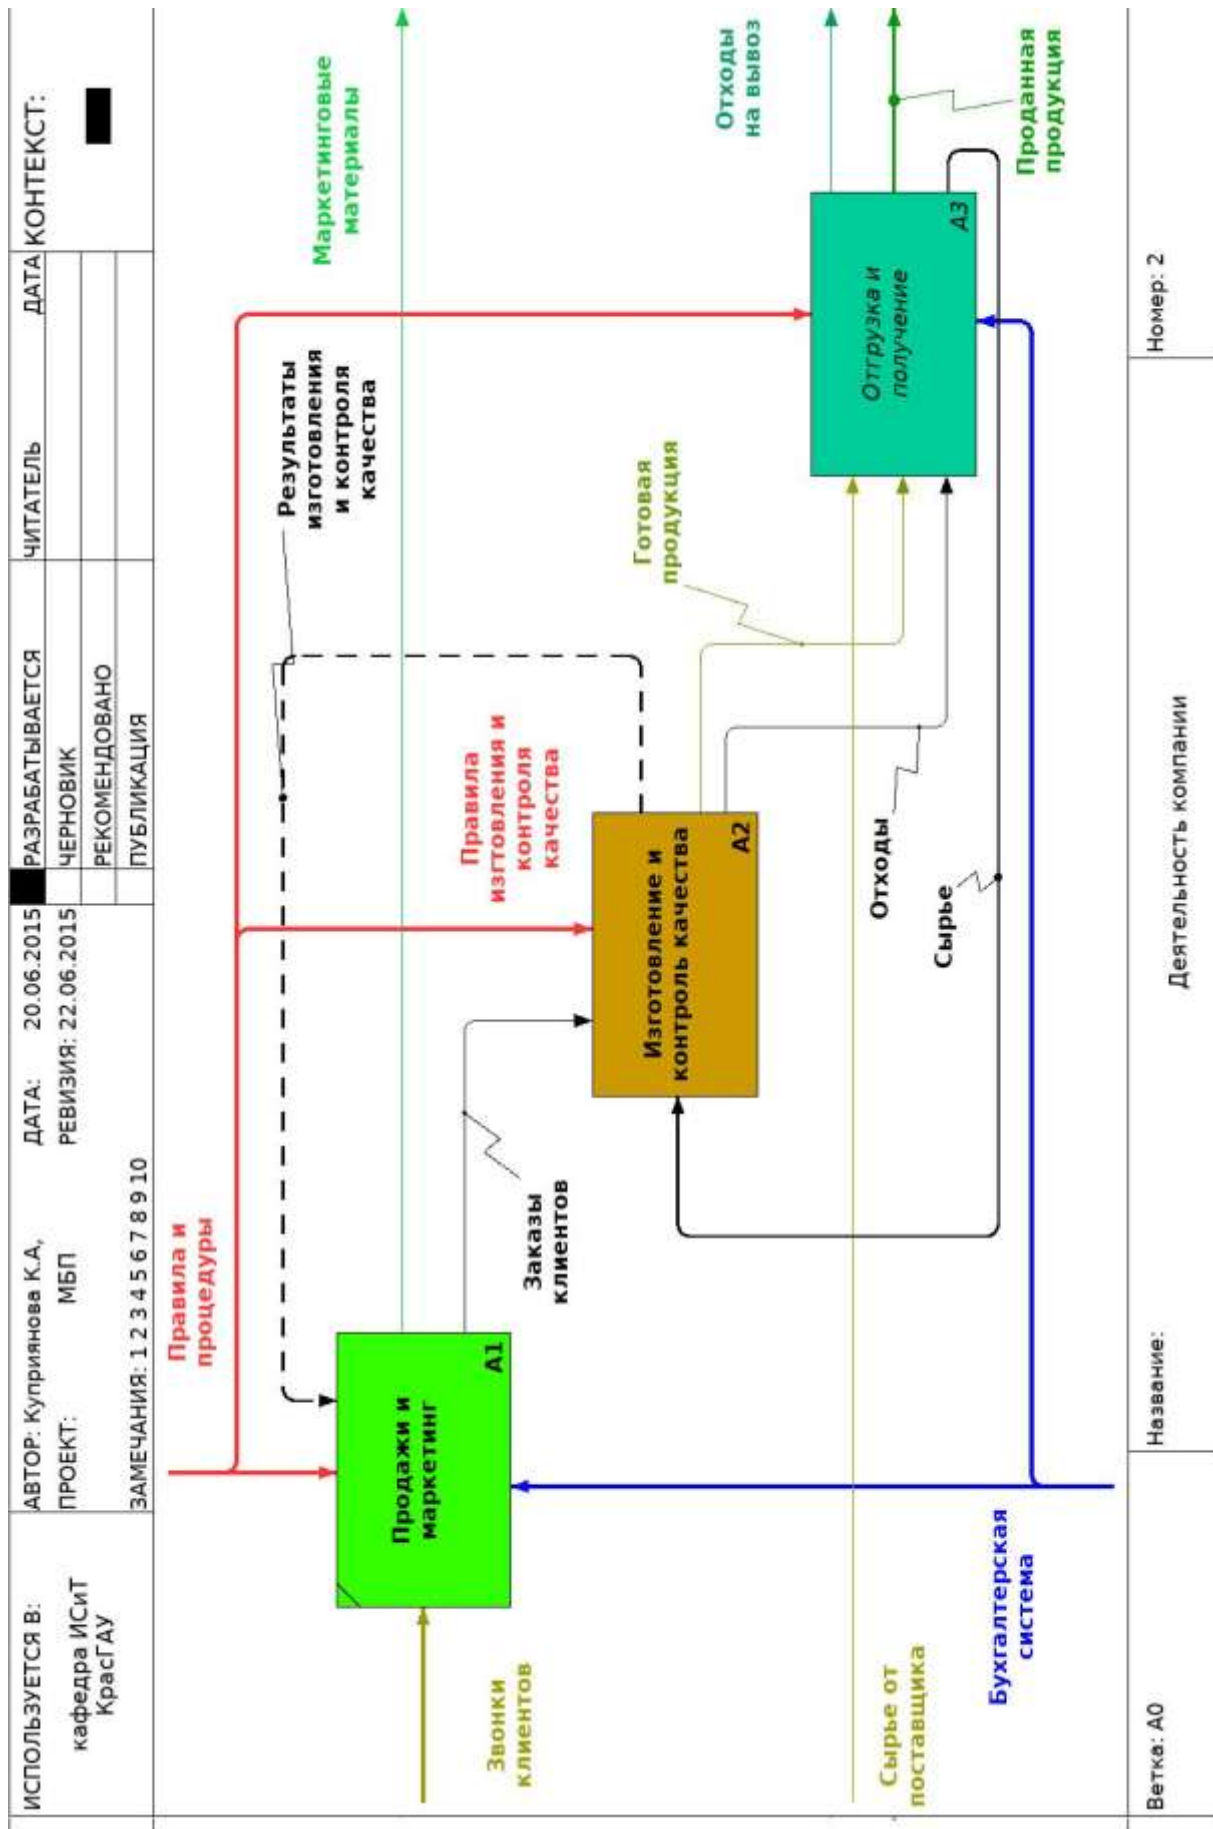 ИСПОЛЬЗУЕТСЯ В:
кафедра ИСиТ
КрасГАУ
АВТОР: Куприянова К.А,
ПРОЕКТ: МБП
ЗАМЕЧАНИЯ: 1 2 3 4 5 6 7 8 9 10
ДАТА: 20.06.2015
РЕВИЗИЯ: 22.06.2015
РАЗРАБАТЫВАЕТСЯ
ЧЕРНОВИК
РЕКОМЕНДОВАНО
ПУБЛИКАЦИЯ
ЧИТАТЕЛЬ
ДАТА
КОНТЕКСТ:
Правила и
процедуры
Результаты
изготовления
и контроля
качества
Маркетинговые
материалы
Звонки
клиентов
Продажи и
маркетинг
A1
Заказы
клиентов
Правила
изгтовления и
контроля
качества
Изготовление и
контроль качества
A2
Готовая
продукция
Отходы
на вывоз
Отгрузка и
получение
A3
Проданная
продукция
Отходы
Сырье
Сырье от
поставщика
Бухгалтерская
система
Ветка: A0
Название:
Деятельность компании
Номер: 2